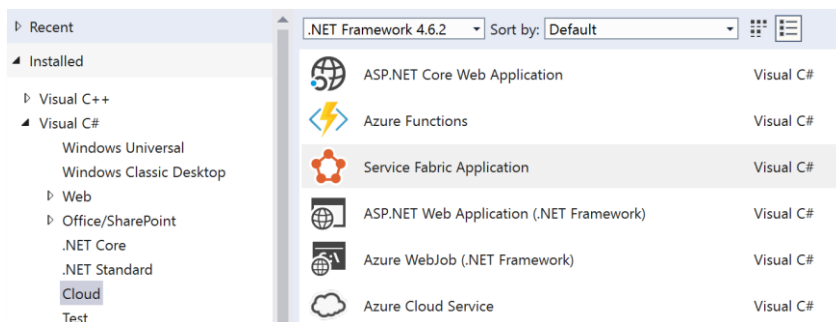 Recent
Installed
Visual C++
Visual C#
Windows Universal
Windows Classic Desktop
Web
Office/SharePoint
.NET Core
.NET Standard
Cloud
Test
.NET Framework 4.6.2 Sort by: Default
ASP.NET Core Web Application Visual C#
Azure Functions Visual C#
Service Fabric Application Visual C#
ASP.NET Web Application (.NET Framework) Visual C#
Azure WebJob (.NET Framework) Visual C#
Azure Cloud Service Visual C#